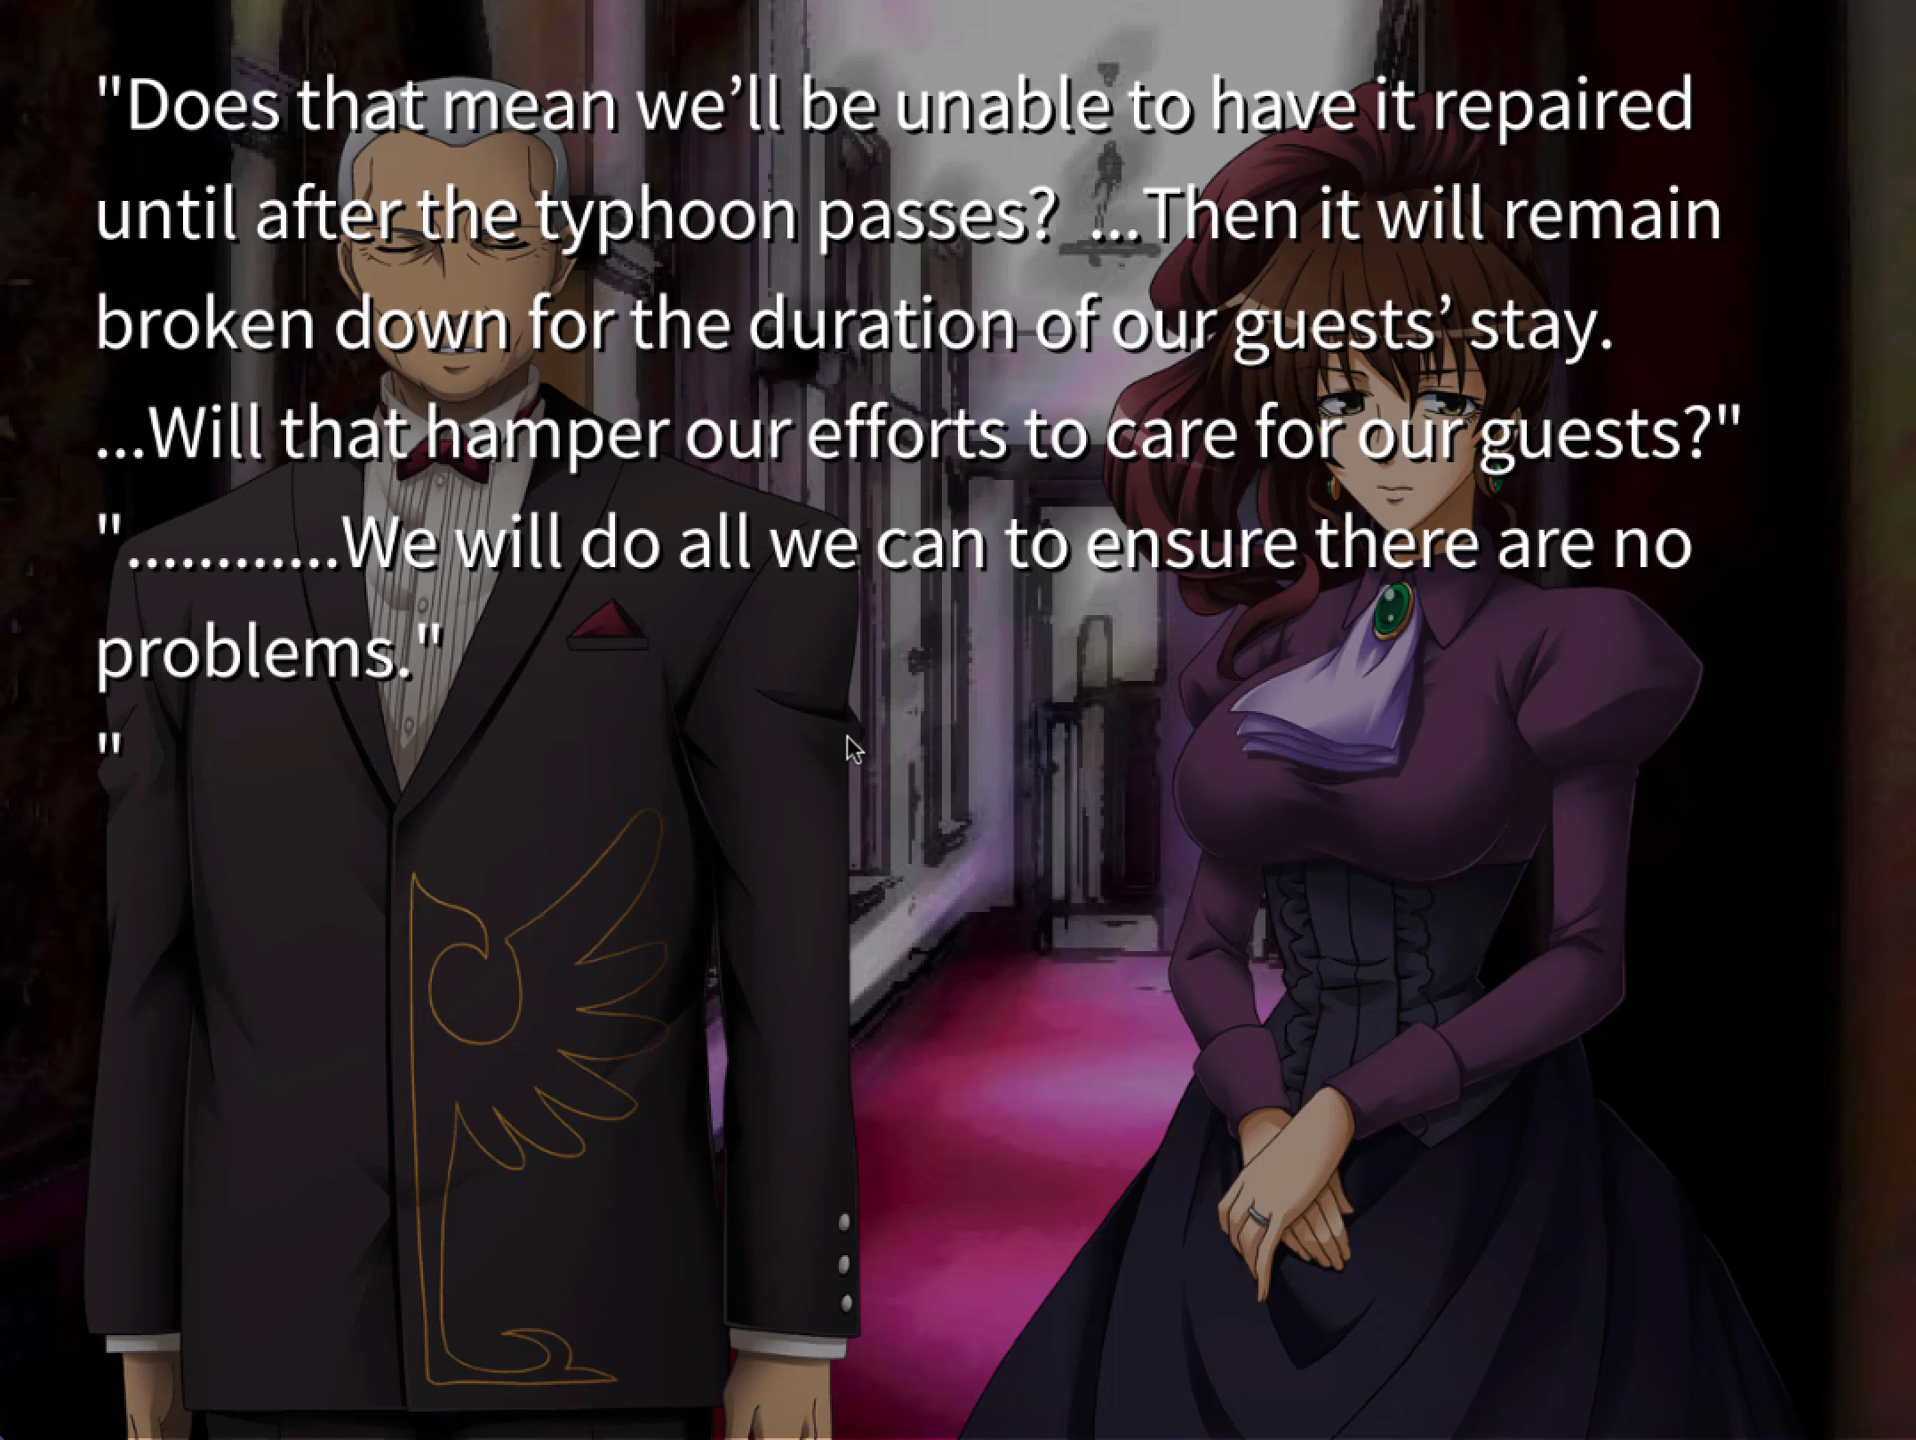 "Does that mean we’ll be unable to have it repaired
until after the typhoon passes?  ...Then it will remain
broken down for the duration of our guests’ stay.
...Will that hamper our efforts to care for our guests?"
"............We will do all we can to ensure there are no
problems."
"